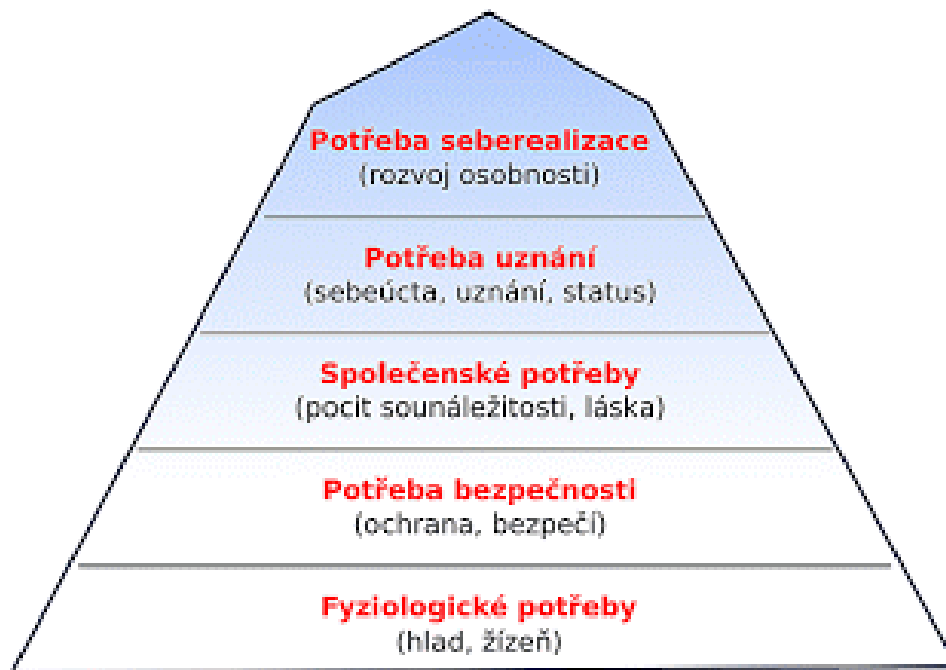 Potřeba seberealizace
(rozvoj osobnosti)
Potřeba uznání
(sebeúcta, uznání, status)
Společenské potřeby
(pocit sounáležitosti, láska)
Potřeba bezpečnosti
(ochrana, bezpečí)
Fyziologické potřeby
(hlad, žízeň)